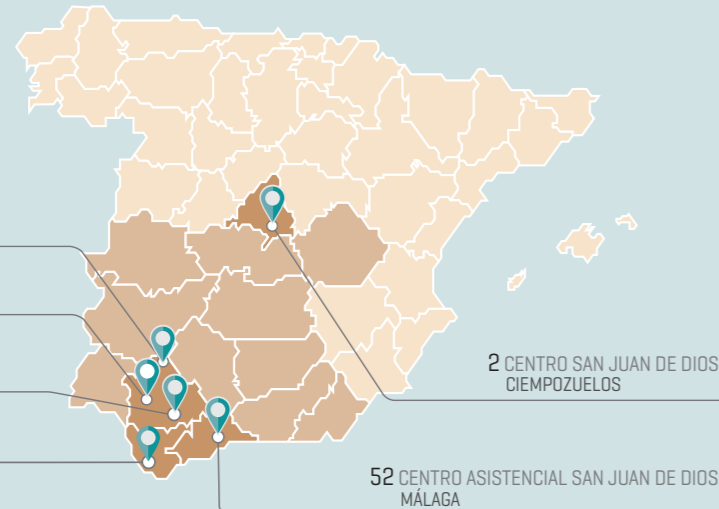 2 CENTRO SAN JUAN DE DIOS
CIEMPOZUELOS
52 CENTRO ASISTENCIAL SAN JUAN DE DIOS
MÁLAGA